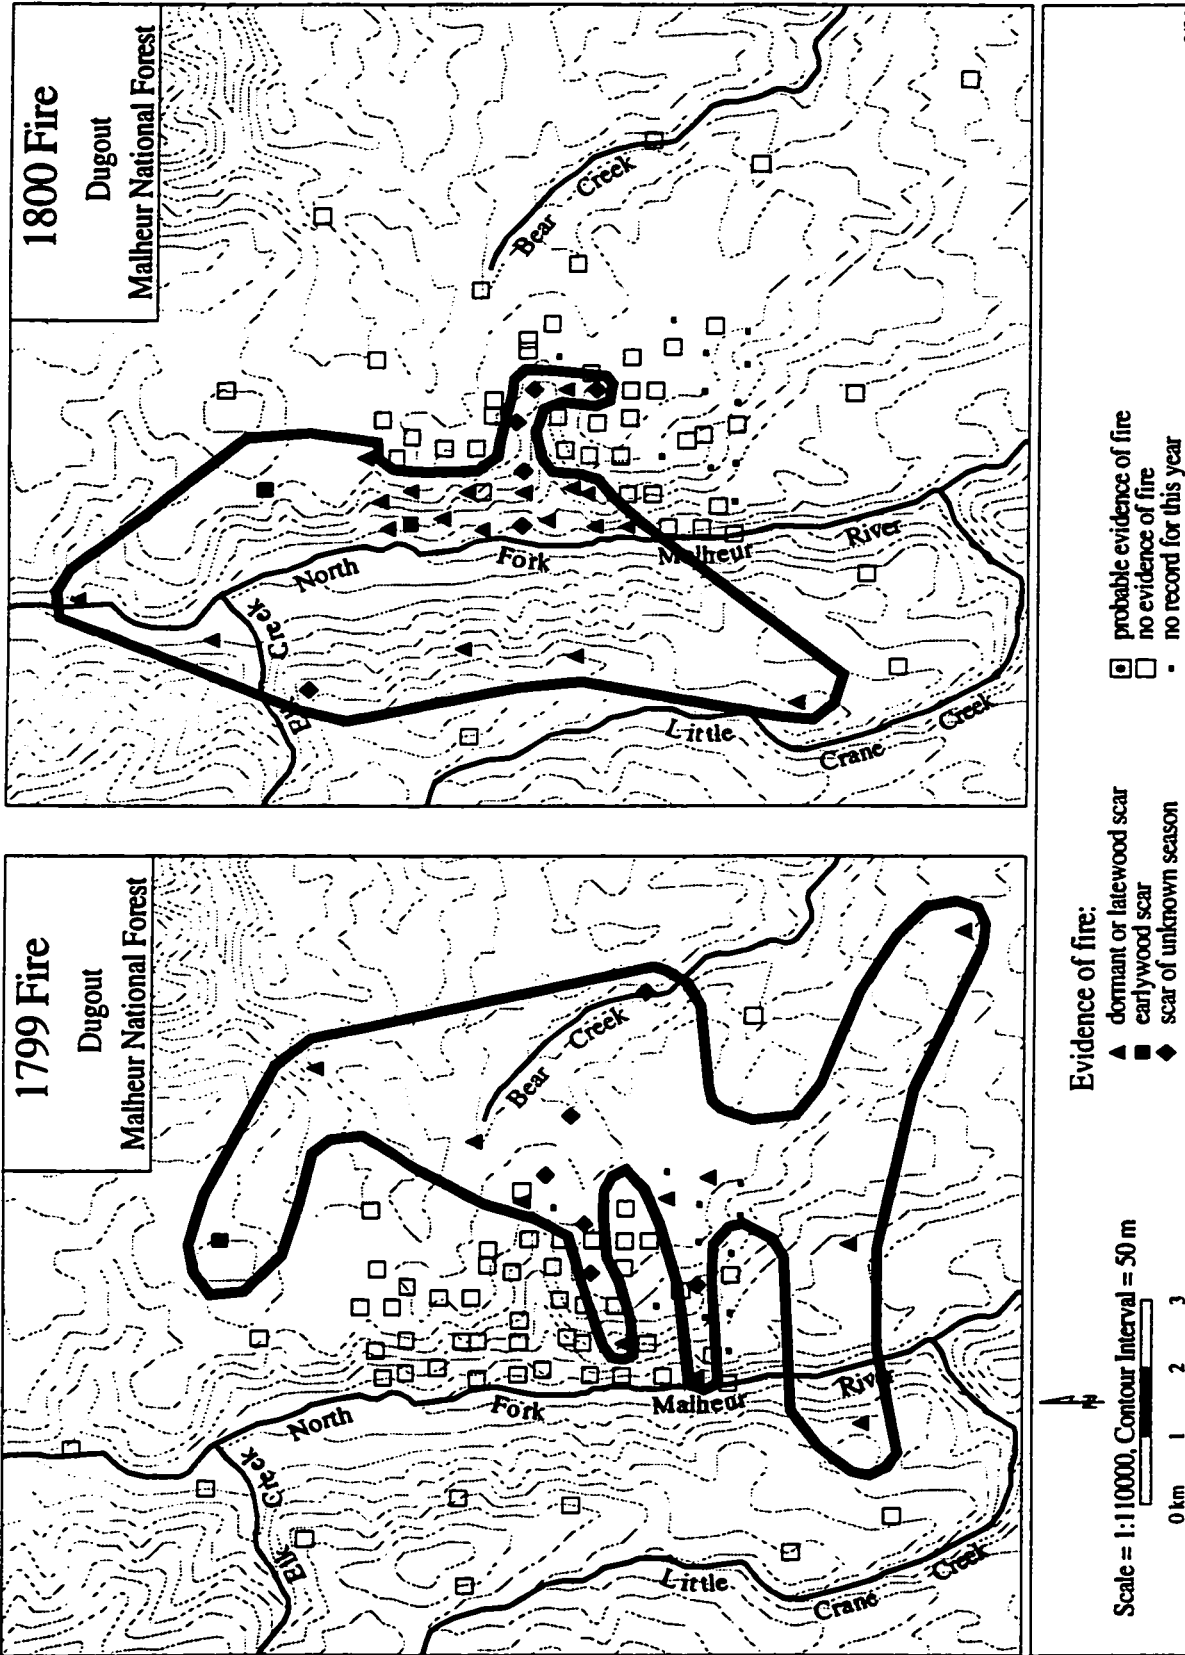 1799 Fire
Dugout
Malheur National Forest
Elk
Creek
North
Fork
Malheur
River
Bear
Creek
Little
Crane
Creek
1800 Fire
Dugout
Malheur National Forest
Elk
Creek
North
Fork
Malheur
River
Bear
Creek
Little
Crane
Creek
Scale = 1:110000, Contour Interval = 50 m
0 km 1 2 3
N
Evidence of fire:
dormant or latewood scar
earlywood scar
scar of unknown season
probable evidence of fire
no evidence of fire
no record for this year